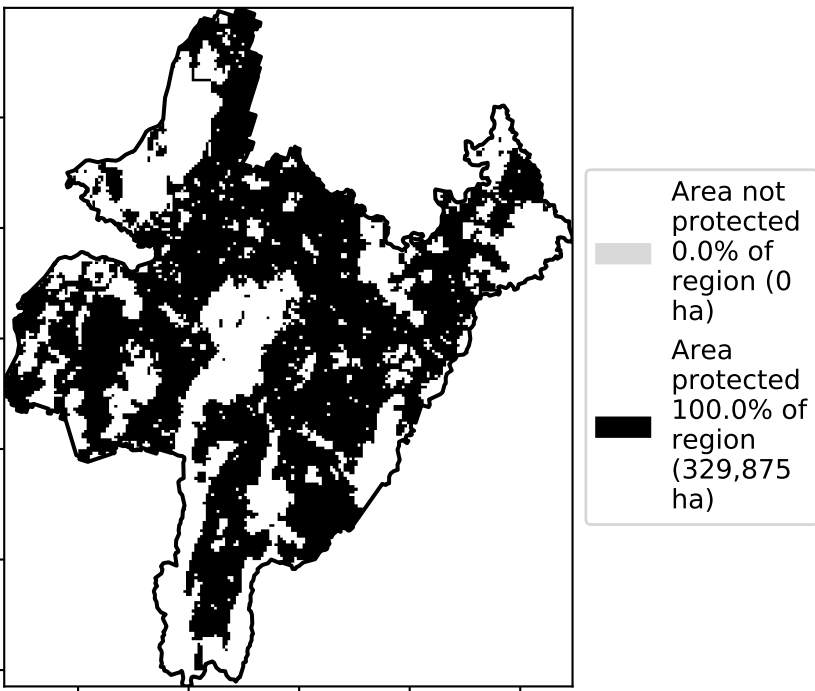 Area not
protected
0.0% of
region (0
ha)
Area
protected
100.0% of
region
(329,875
ha)